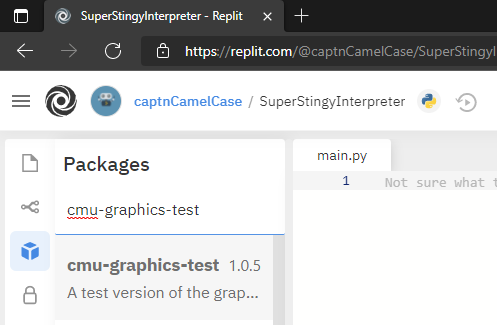 SuperStingyInterpreter - Replit
https://replit.com/@captnCamelCase/SuperStingyI
captnCamelCase / SuperStingyInterpreter
Packages
main.py
cmu-graphics-test
1 Not sure what t
cmu-graphics-test 1.0.5
A test version of the grap...